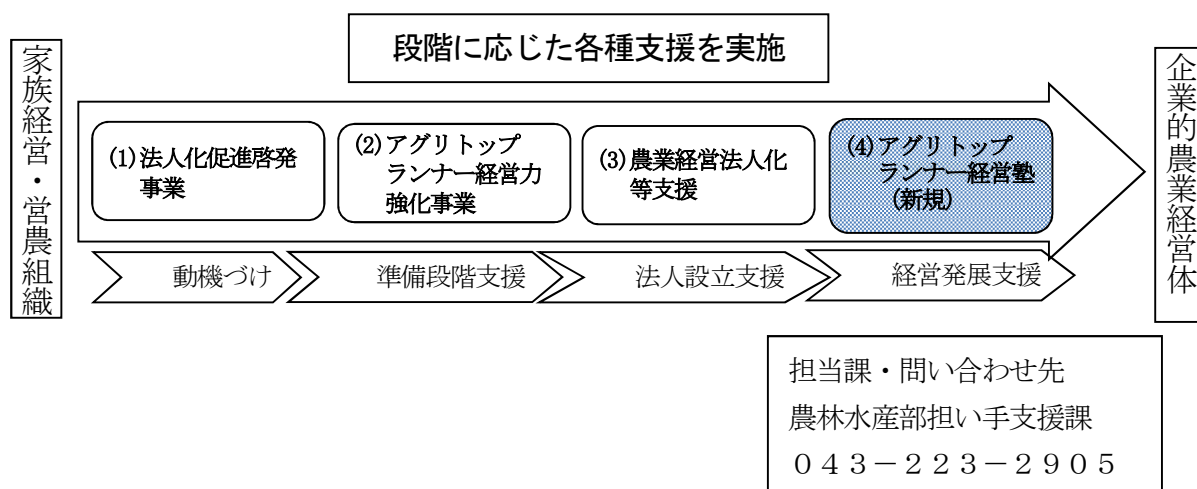 段階に応じた各種支援を実施
家族経営・営農組織
(1)法人化促進啓発
事業
(2)アグリトップ
ランナー経営力
強化事業
(3)農業経営法人化
等支援
(4)アグリトップ
ランナー経営塾
(新規)
企業的農業経営体
動機づけ
準備段階支援
法人設立支援
経営発展支援
担当課・問い合わせ先
農林水産部担い手支援課
０４３－２２３－２９０５